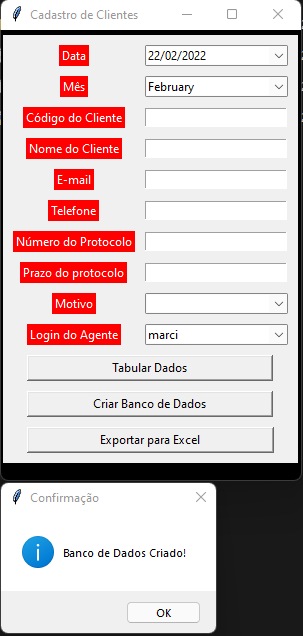 Cadastro de Clientes
Data 22/02/2022
Mês February
Código do Cliente
Nome do Cliente
E-mail
Telefone
Número do Protocolo
Prazo do protocolo
Motivo
Login do Agente marci
Tabular Dados
Criar Banco de Dados
Exportar para Excel
Confirmação
Banco de Dados Criado!
OK